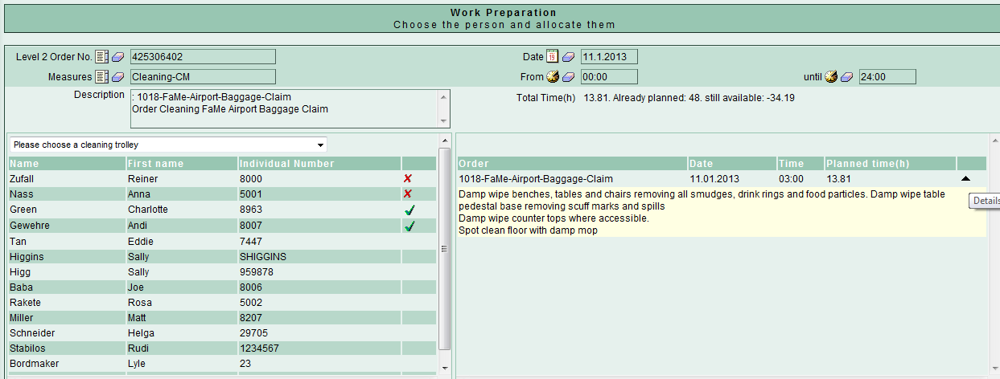 Work Preparation
Choose the person and allocate them
Level 2 Order No. 425306402 Date 19 11.1.2013
Measures Cleaning-CM From 00:00 until 24:00
Description : 1018-FaMe-Airport-Baggage-Claim
Order Cleaning FaMe Airport Baggage Claim
Total Time(h) 13.81. Already planned: 48. still available: -34.19
Please choose a cleaning trolley
Name First name Individual Number
Zufall Reiner 8000
Nass Anna 5001
Green Charlotte 8963
Gewehre Andi 8007
Tan Eddie 7447
Higgins Sally SHIGGINS
Higg Sally 959878
Baba Joe 8006
Rakete Rosa 5002
Miller Matt 8207
Schneider Helga 29705
Stabilos Rudi 1234567
Bordmaker Lyle 23
Order Date Time Planned time(h)
1018-FaMe-Airport-Baggage-Claim 11.01.2013 03:00 13.81
Damp wipe benches, tables and chairs removing all smudges, drink rings and food particles. Damp wipe table
pedestal base removing scuff marks and spills
Damp wipe counter tops where accessible.
Spot clean floor with damp mop
Details